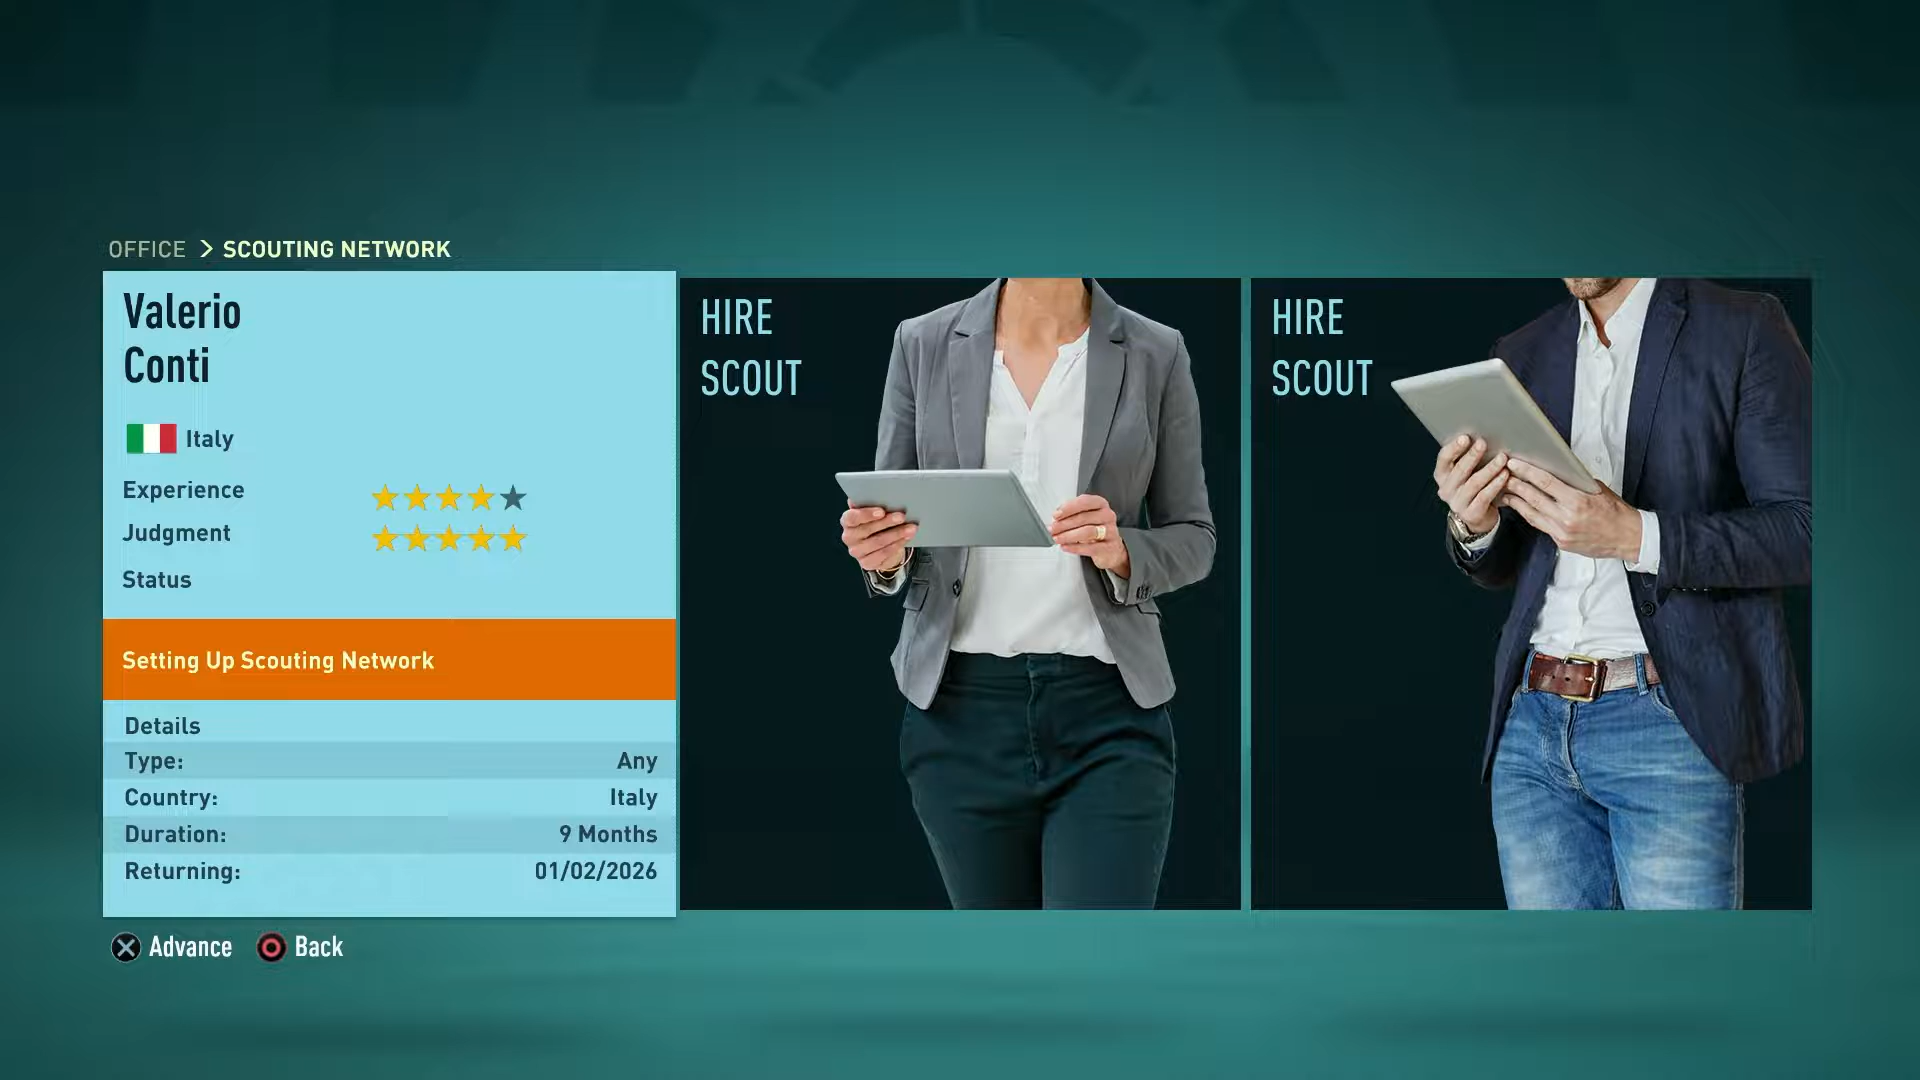 OFFICE > SCOUTING NETWORK
Valerio
Conti
Italy
Experience
Judgment
Status
Setting Up Scouting Network
Details
Type: Any
Country: Italy
Duration: 9 Months
Returning: 01/02/2026
HIRE
SCOUT
HIRE
SCOUT
Advance Back